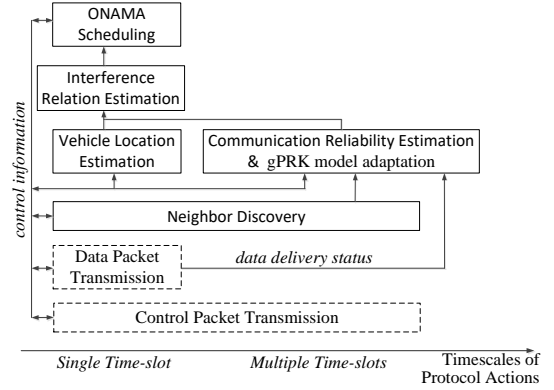 ONAMA
Scheduling
Interference
Relation Estimation
Vehicle Location
Estimation
Communication Reliability Estimation
& gPRK model adaptation
control information
Neighbor Discovery
Data Packet
Transmission
data delivery status
Control Packet Transmission
Single Time-slot
Multiple Time-slots
Timescales of
Protocol Actions